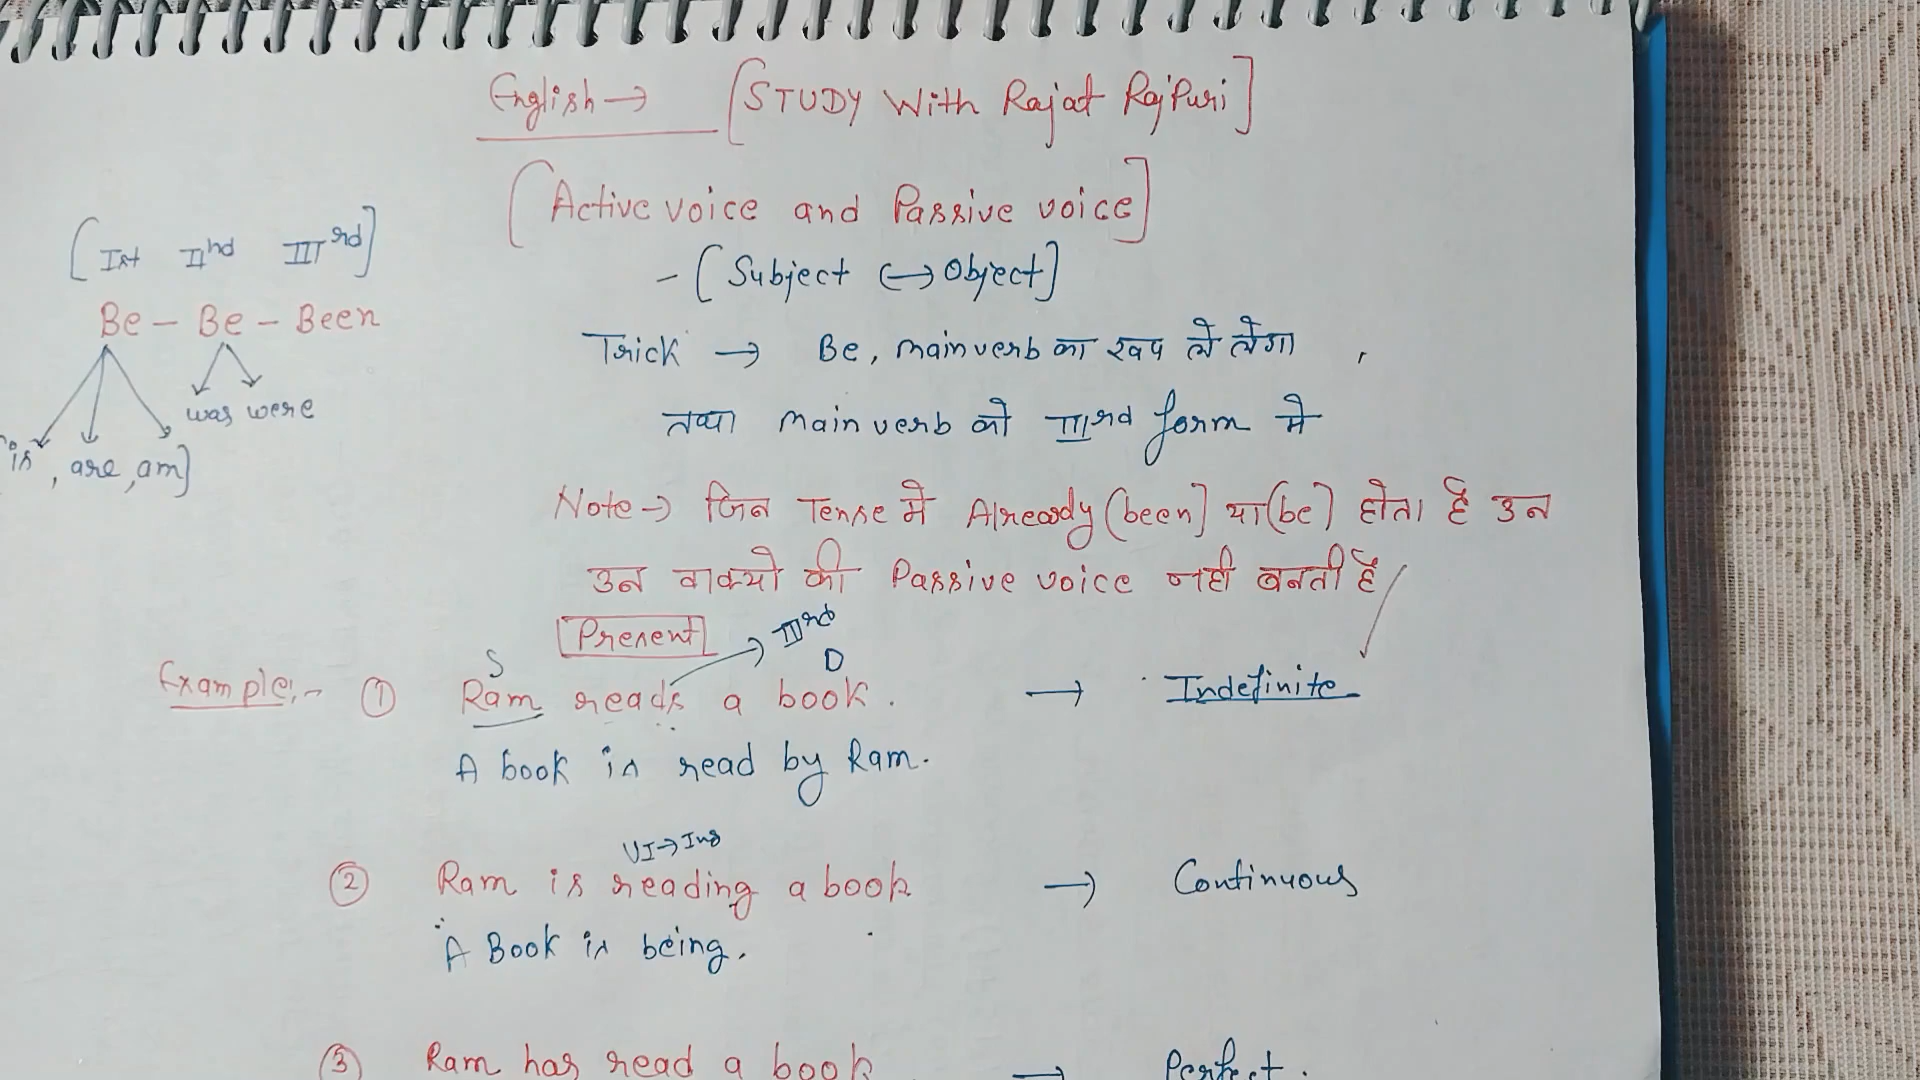 English → [STUDY With Rajat RajPuri]
[Active voice and Passive voice]
- [Subject ↔ Object]
[Ist IInd IIIrd]
Be - Be - Been
was were
is, are, am]
Trick → Be, main verb का रूप ले लेगा
तथा main verb की IIIrd form में
Note → जिन Tense में Already (been] या (be] होता है उन
उन वाक्यो की Passive voice नही बनती है
Present
IIIrd
S O
Example:- ① Ram reads a book. → Indefinite
A book is read by Ram.
VI → Ing
② Ram is reading a book → Continuous
A Book is being.
③ Ram has read a book → Perfect.